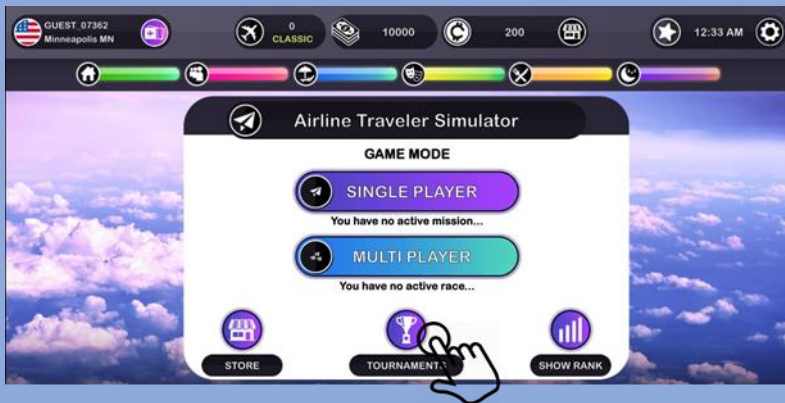 GUEST_07362
Minneapolis MN
0
CLASSIC
10000
200
12:33 AM
Airline Traveler Simulator
GAME MODE
SINGLE PLAYER
You have no active mission...
MULTI PLAYER
You have no active race...
STORE
TOURNAMENTS
SHOW RANK